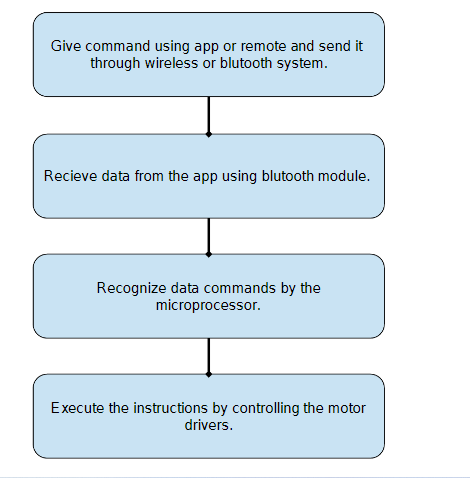 Give command using app or remote and send it
through wireless or blutooth system.
Recieve data from the app using blutooth module.
Recognize data commands by the
microprocessor.
Execute the instructions by controlling the motor
drivers.